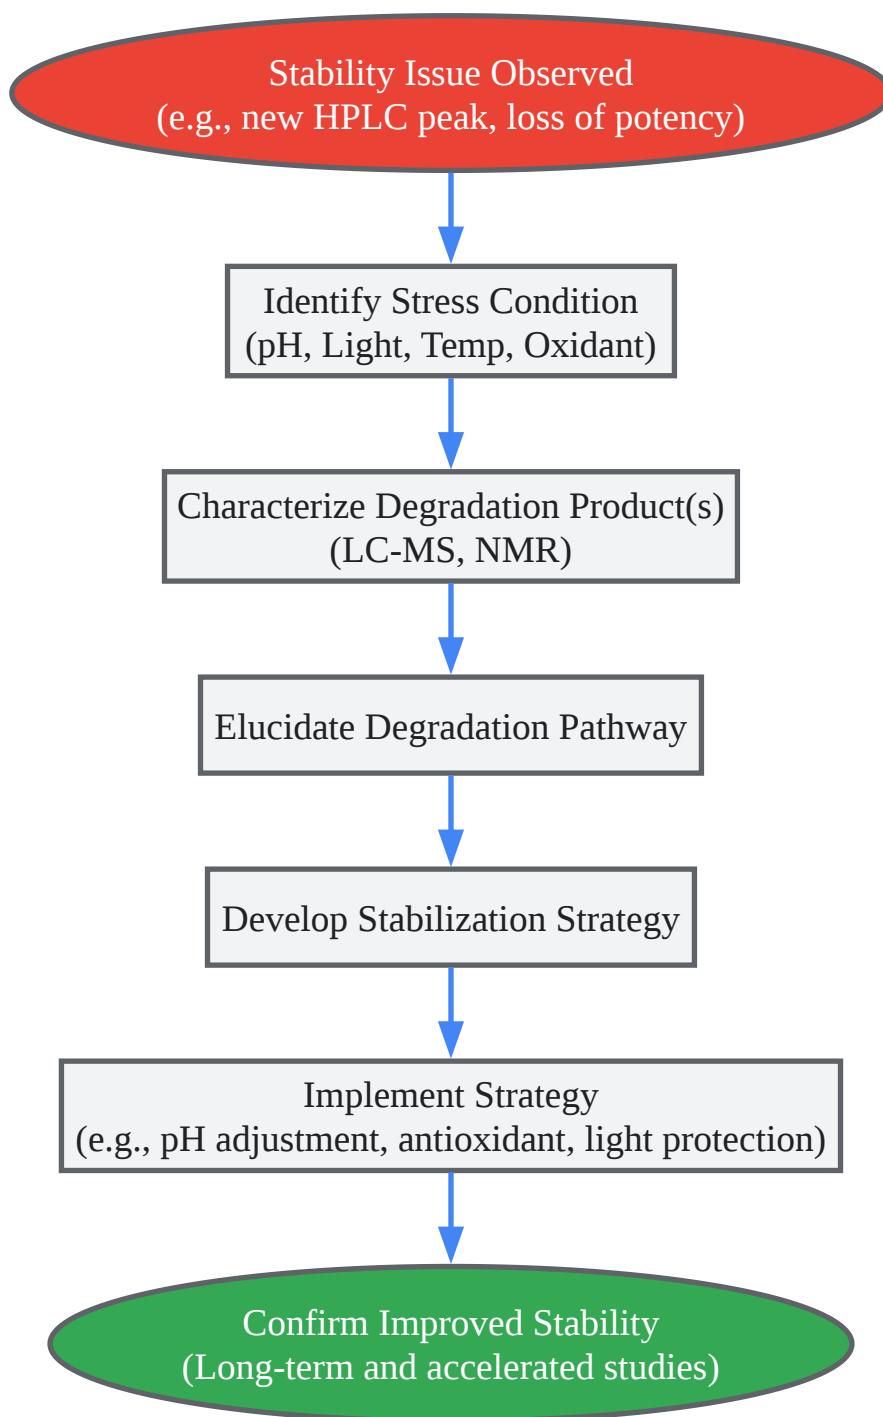 Stability Issue Observed
(e.g., new HPLC peak, loss of potency)
Identify Stress Condition
(pH, Light, Temp, Oxidant)
Characterize Degradation Product(s)
(LC-MS, NMR)
Elucidate Degradation Pathway
Develop Stabilization Strategy
Implement Strategy
(e.g., pH adjustment, antioxidant, light protection)
Confirm Improved Stability
(Long-term and accelerated studies)